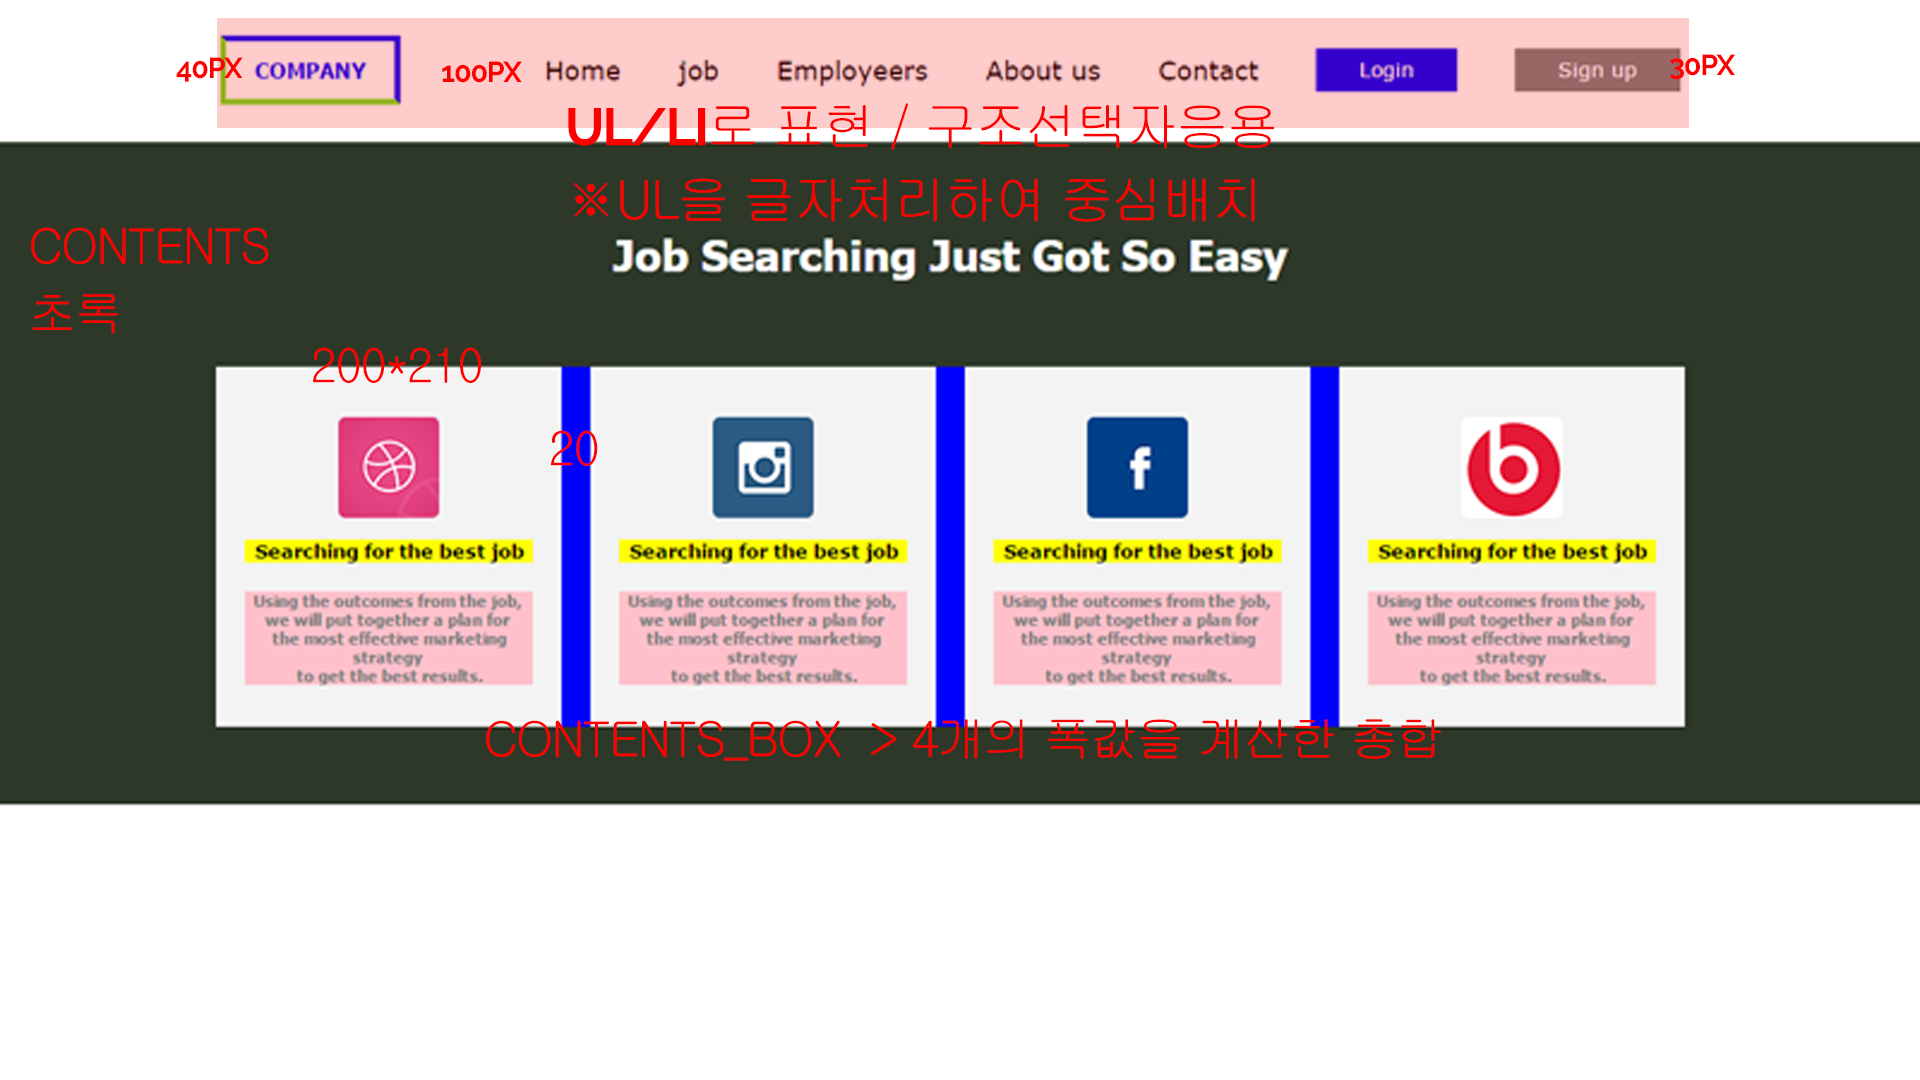 40PX COMPANY 100PX Home job Employeers About us Contact Login Sign up 30PX
UL/LI로 표현 / 구조선택자응용
※UL을 글자처리하여 중심배치
CONTENTS
초록
Job Searching Just Got So Easy
200*210
20
Searching for the best job
Using the outcomes from the job,
we will put together a plan for
the most effective marketing
strategy
to get the best results.
Searching for the best job
Using the outcomes from the job,
we will put together a plan for
the most effective marketing
strategy
to get the best results.
f
Searching for the best job
Using the outcomes from the job,
we will put together a plan for
the most effective marketing
strategy
to get the best results.
b
Searching for the best job
Using the outcomes from the job,
we will put together a plan for
the most effective marketing
strategy
to get the best results.
CONTENTS_BOX > 4개의 폭값을 계산한 총합